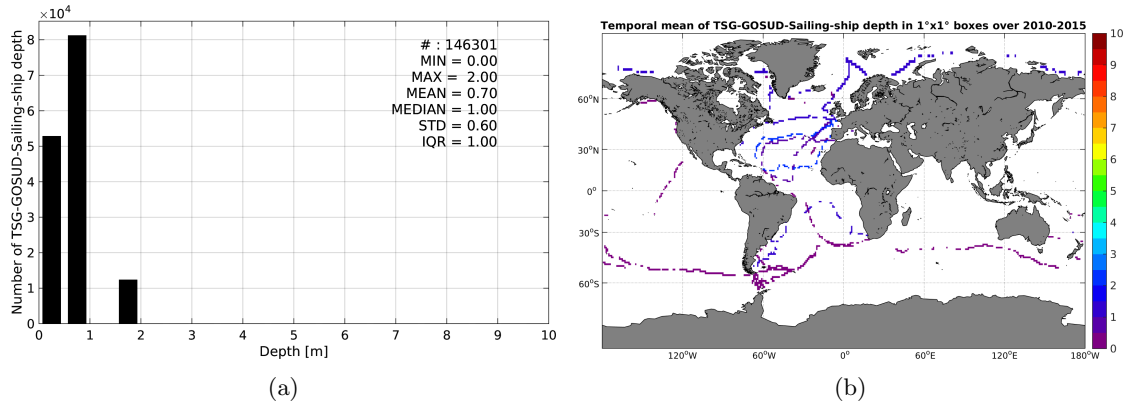 x 10⁴
8
7
6
5
4
3
2
1
0
Number of TSG-GOSUD-Sailing-ship depth
# : 146301
MIN = 0.00
MAX = 2.00
MEAN = 0.70
MEDIAN = 1.00
STD = 0.60
IQR = 1.00
0 1 2 3 4 5 6 7 8 9 10
Depth [m]
(a)
Temporal mean of TSG-GOSUD-Sailing-ship depth in 1°x1° boxes over 2010-2015
60°N
30°N
0°
30°S
60°S
120°W 60°W 0° 60°E 120°E 180°W
10
9
8
7
6
5
4
3
2
1
0
(b)